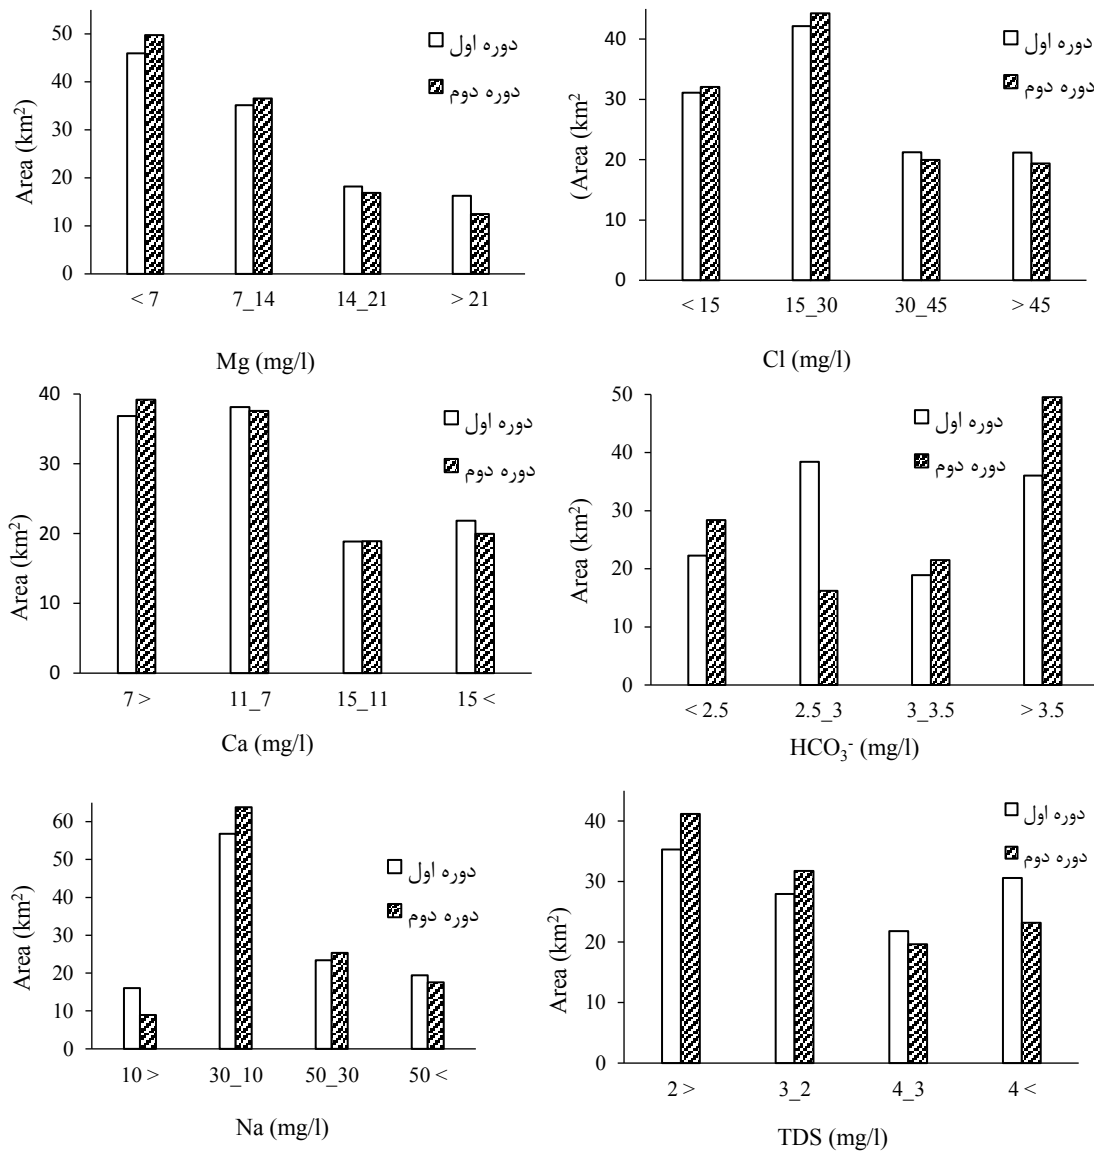 50
40
30
20
10
0
Area (km²)
دوره اول
دوره دوم
< 7 7_14 14_21 > 21
Mg (mg/l)
40
30
20
10
0
(Area (km²
دوره اول
دوره دوم
< 15 15_30 30_45 > 45
Cl (mg/l)
40
30
20
10
0
Area (km²)
دوره اول
دوره دوم
7 > 11_7 15_11 15 <
Ca (mg/l)
50
40
30
20
10
0
Area (km²)
دوره اول
دوره دوم
< 2.5 2.5_3 3_3.5 > 3.5
HCO₃⁻ (mg/l)
60
50
40
30
20
10
0
Area (km²)
دوره اول
دوره دوم
10 > 30_10 50_30 50 <
Na (mg/l)
40
30
20
10
0
Area (km²)
دوره اول
دوره دوم
2 > 3_2 4_3 4 <
TDS (mg/l)